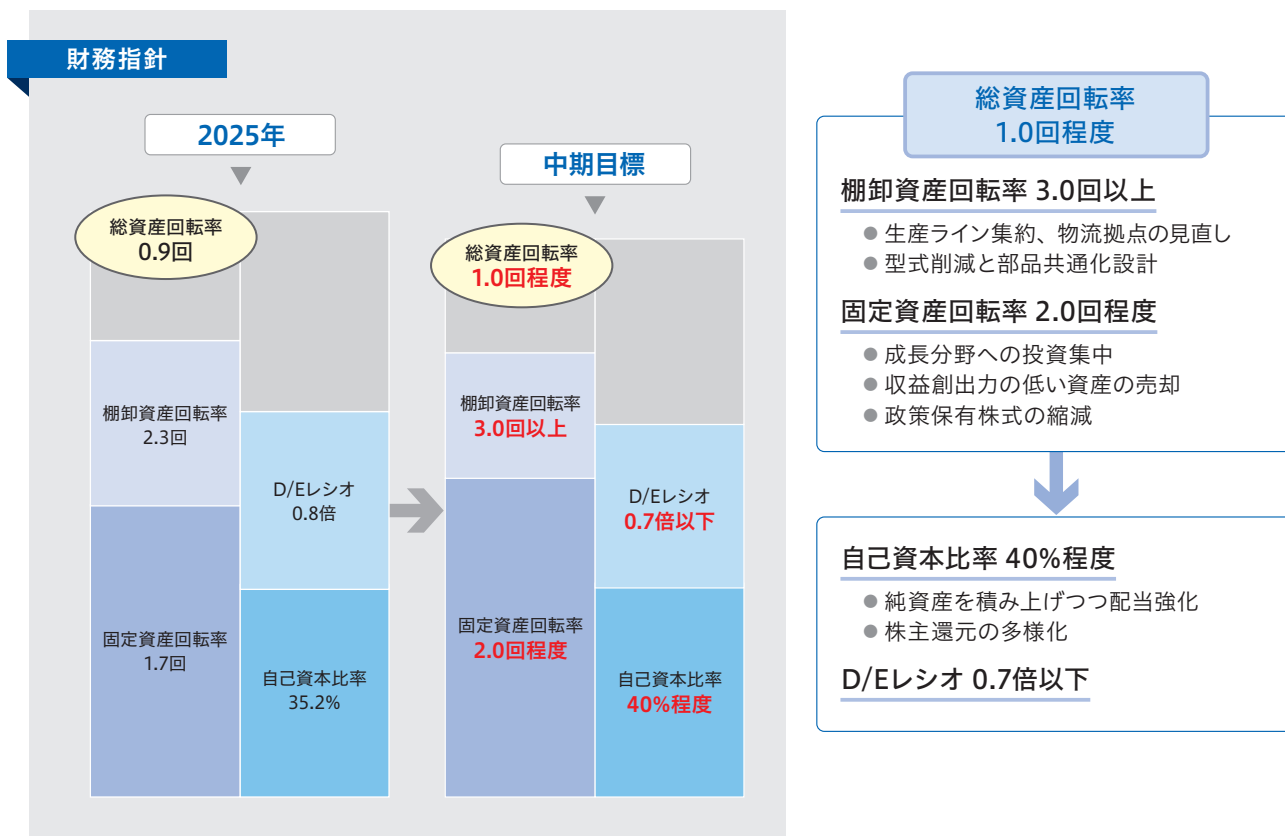 財務指針
2025年
総資産回転率
0.9回
棚卸資産回転率
2.3回
固定資産回転率
1.7回
D/Eレシオ
0.8倍
自己資本比率
35.2%
中期目標
総資産回転率
1.0回程度
棚卸資産回転率
3.0回以上
固定資産回転率
2.0回程度
D/Eレシオ
0.7倍以下
自己資本比率
40%程度
総資産回転率
1.0回程度
棚卸資産回転率 3.0回以上
● 生産ライン集約、物流拠点の見直し
● 型式削減と部品共通化設計
固定資産回転率 2.0回程度
● 成長分野への投資集中
● 収益創出力の低い資産の売却
● 政策保有株式の縮減
自己資本比率 40%程度
● 純資産を積み上げつつ配当強化
● 株主還元の多様化
D/Eレシオ 0.7倍以下